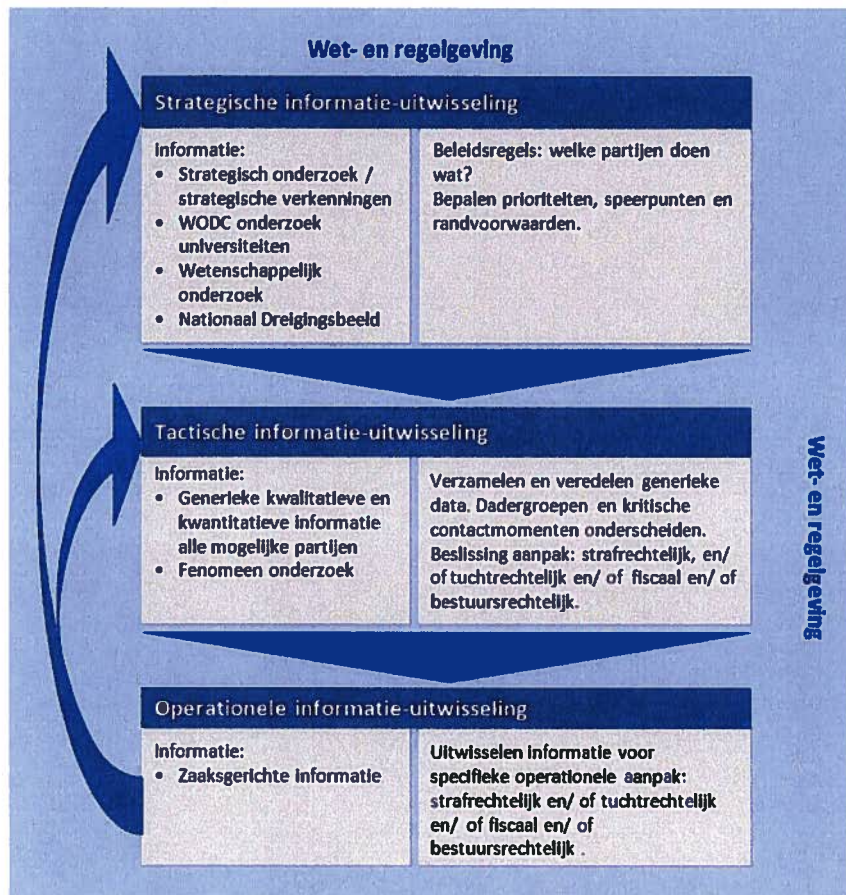 Wet- en regelgeving
Strategische informatie-uitwisseling
Informatie:
• Strategisch onderzoek /
strategische verkenningen
• WODC onderzoek
universiteiten
• Wetenschappelijk
onderzoek
• Nationaal Dreigingsbeeld
Beleidsregels: welke partijen doen
wat?
Bepalen prioriteiten, speerpunten en
randvoorwaarden.
Tactische informatie-uitwisseling
Informatie:
• Generieke kwalitatieve en
kwantitatieve informatie
alle mogelijke partijen
• Fenomeen onderzoek
Verzamelen en veredelen generieke
data. Dadergroepen en kritische
contactmomenten onderscheiden.
Beslissing aanpak: strafrechtelijk, en/
of tuchtrechtelijk en/ of fiscaal en/ of
bestuursrechtelijk.
Wet- en regelgeving
Operationele informatie-uitwisseling
Informatie:
• Zaaksgerichte informatie
Uitwisselen informatie voor
specifieke operationele aanpak:
strafrechtelijk en/ of tuchtrechtelijk
en/ of fiscaal en/ of
bestuursrechtelijk .